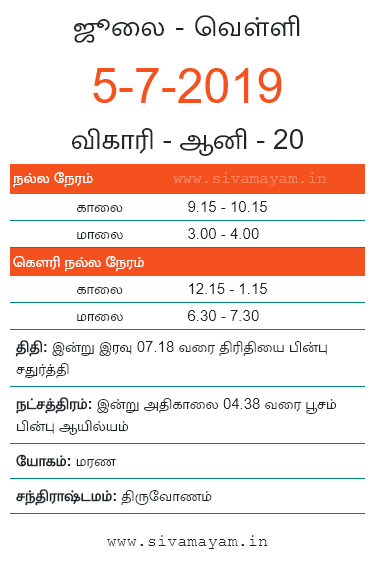 ஜூலை - வெள்ளி
5-7-2019
விகாரி - ஆனி - 20
நல்ல நேரம் www.sivamayam.in
காலை 9.15 - 10.15
மாலை 3.00 - 4.00
கௌரி நல்ல நேரம்
காலை 12.15 - 1.15
மாலை 6.30 - 7.30
திதி: இன்று இரவு 07.18 வரை திரிதியை பின்பு
சதுர்த்தி
நட்சத்திரம்: இன்று அதிகாலை 04.38 வரை பூசம்
பின்பு ஆயில்யம்
யோகம்: மரண
சந்திராஷ்டமம்: திருவோணம்
www.sivamayam.in